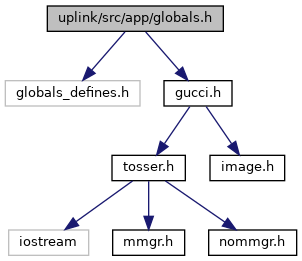 uplink/src/app/globals.h
globals_defines.h
gucci.h
tosser.h
image.h
iostream
mmgr.h
nommgr.h